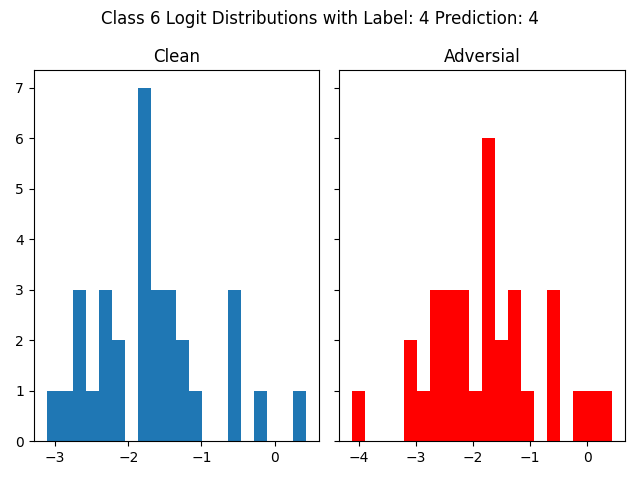 Class 6 Logit Distributions with Label: 4 Prediction: 4
Clean
Adversial
7
6
5
4
3
2
1
0
−3 −2 −1 0
−4 −3 −2 −1 0